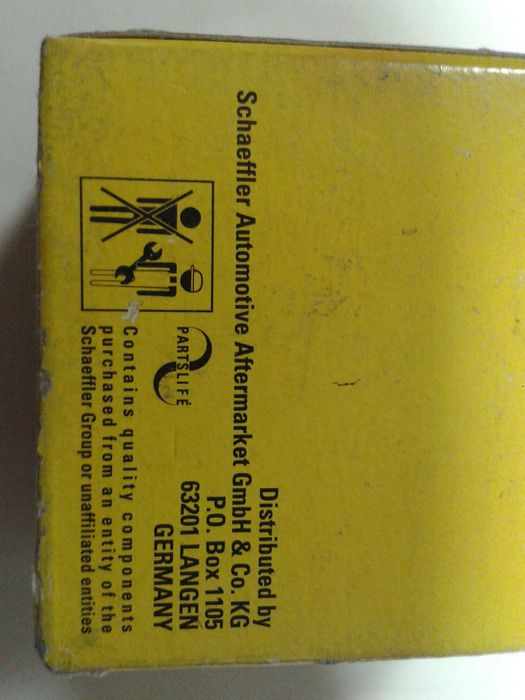 Distributed by
Schaeffler Automotive Aftermarket GmbH & Co. KG
P.O. Box 1105
63201 LANGEN
GERMANY
PARTSLIFE
Contains quality components
purchased from an entity of the
Schaeffler Group or unaffiliated entities